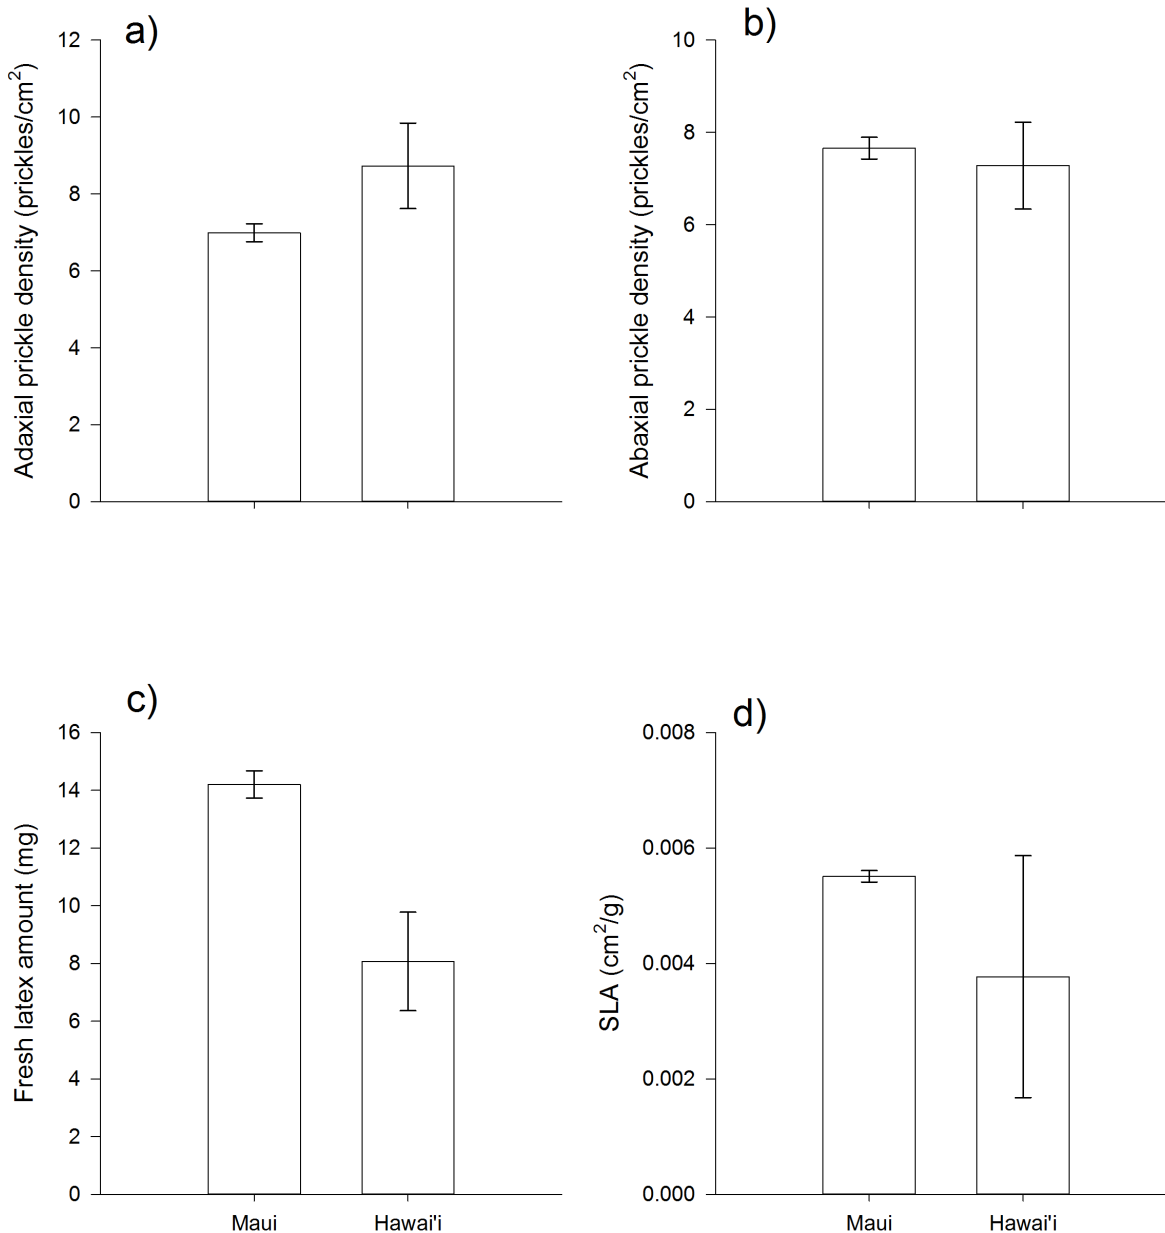 a)
Adaxial prickle density (prickles/cm²)
12
10
8
6
4
2
0
b)
Abaxial prickle density (prickles/cm²)
10
8
6
4
2
0
c)
Fresh latex amount (mg)
16
14
12
10
8
6
4
2
0
Maui Hawai'i
d)
SLA (cm²/g)
0.008
0.006
0.004
0.002
0.000
Maui Hawai'i